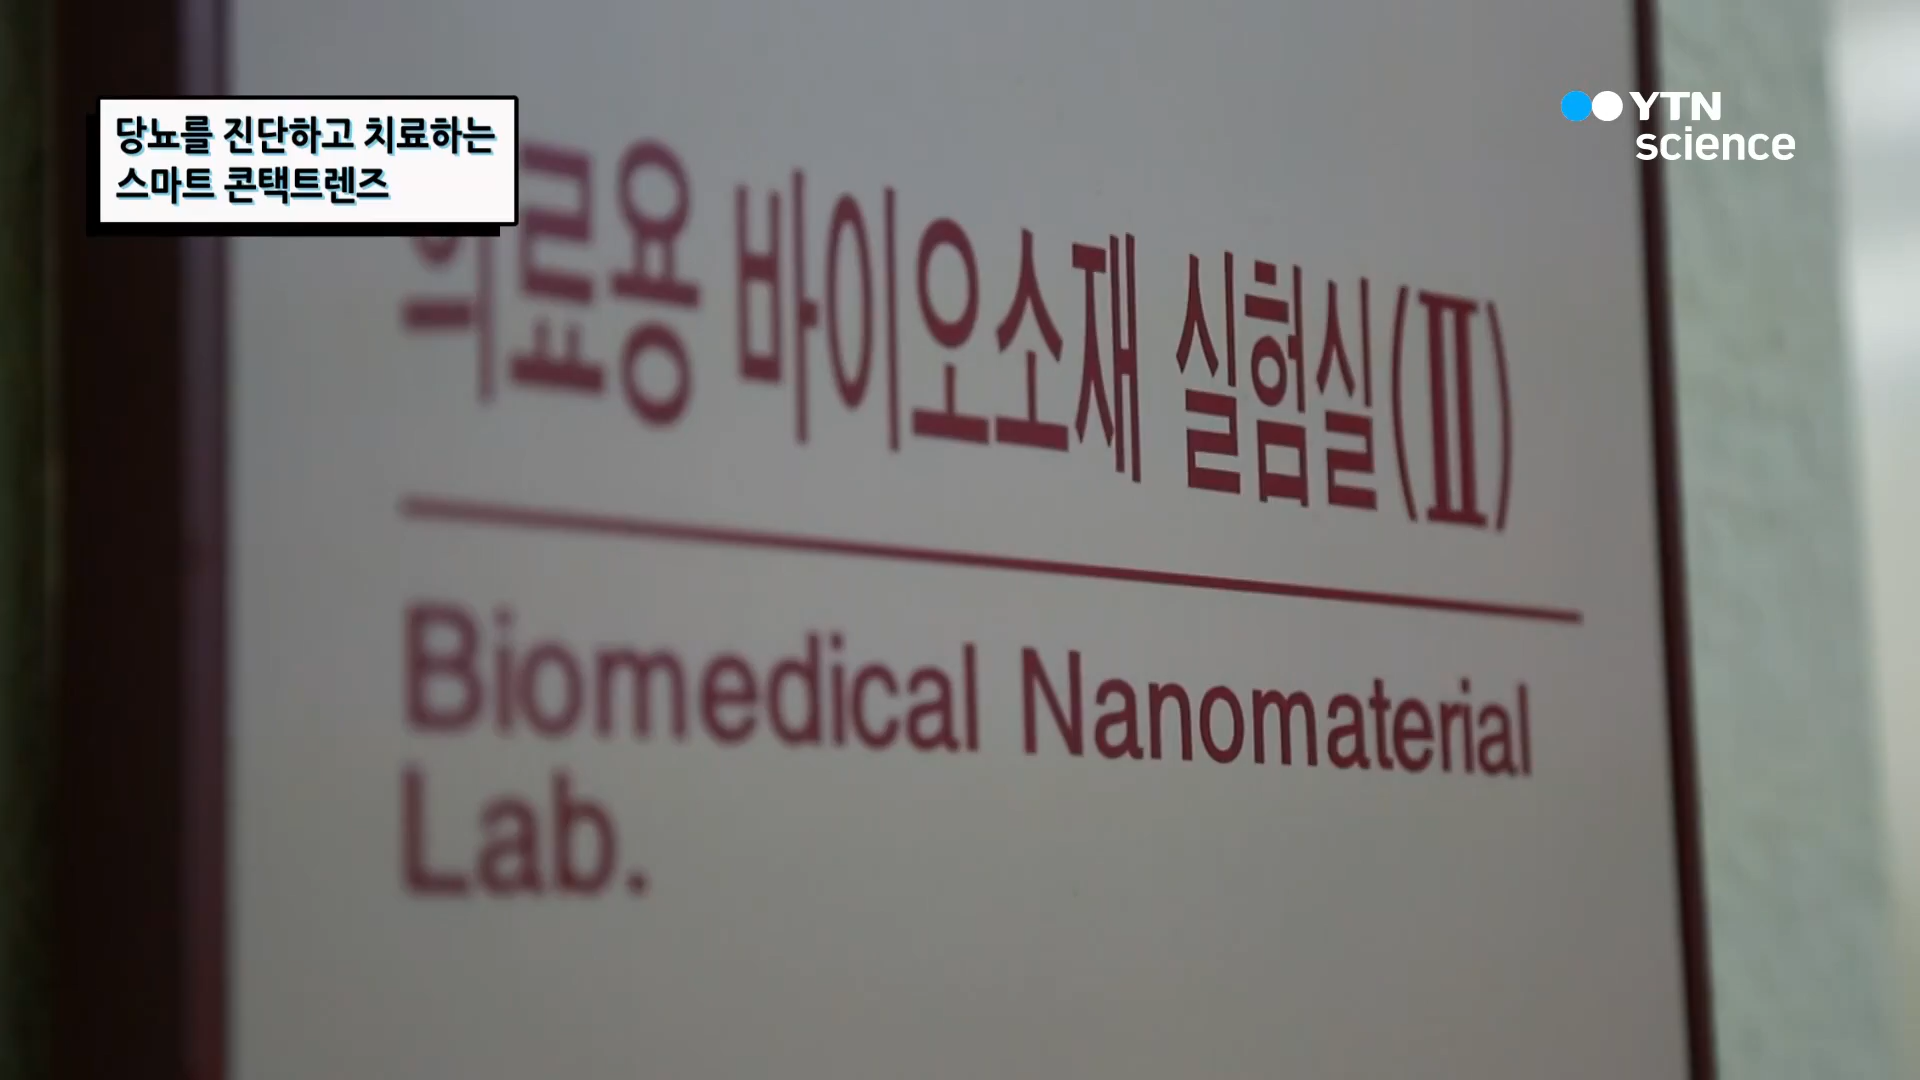 당뇨를 진단하고 치료하는
스마트 콘택트렌즈
YTN
science
의료용 바이오소재 실험실(Ⅱ)
Biomedical Nanomaterial
Lab.